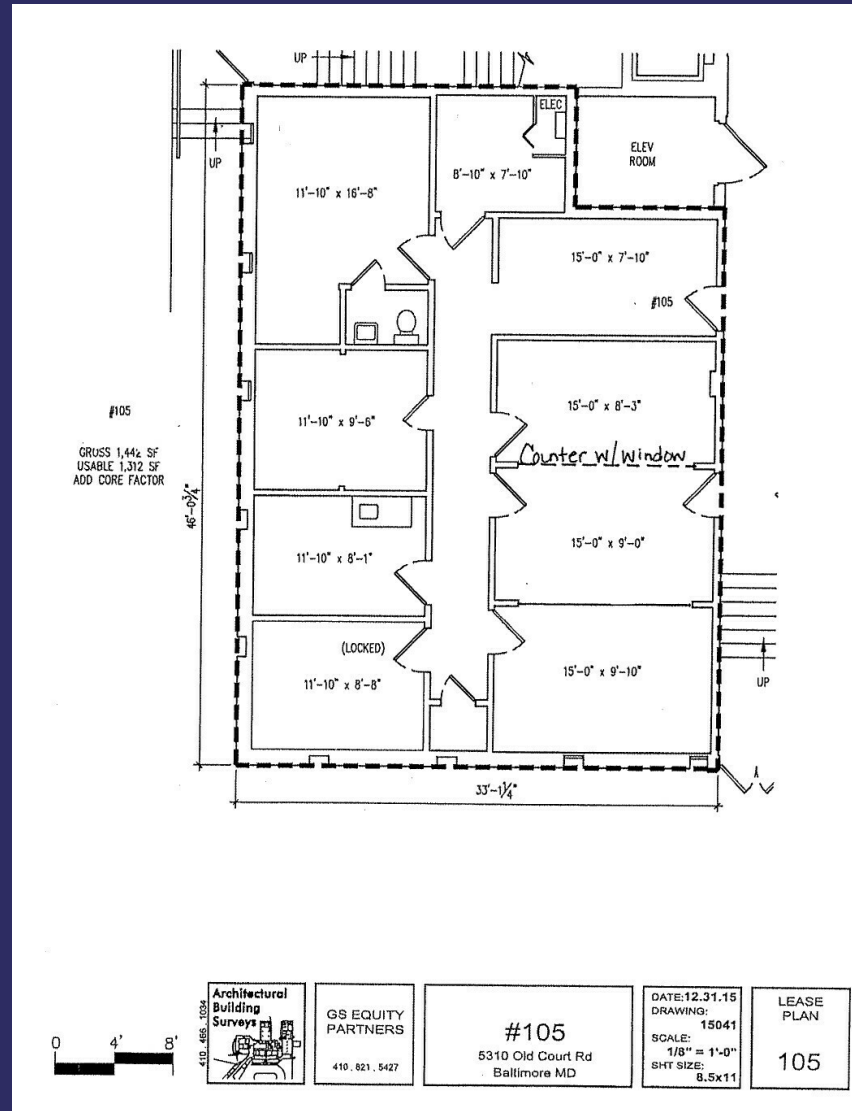 UP
ELEC
UP
ELEV
ROOM
8'-10" x 7'-10"
11'-10" x 16'-8"
15'-0" x 7'-10"
#105
15'-0" x 8'-3"
#105
11'-10" x 9'-6"
GROSS 1,442 SF
USABLE 1,312 SF
ADD CORE FACTOR
Counter w/window
46'-0¾"
15'-0" x 9'-0"
11'-10" x 8'-1"
(LOCKED)
15'-0" x 9'-10"
11'-10" x 8'-8"
UP
33'-1¼"
0 4' 8'
410.466.1034
Architectural
Building
Surveys
GS EQUITY
PARTNERS
410.821.5427
#105
5310 Old Court Rd
Baltimore MD
DATE:12.31.15
DRAWING:
15041
SCALE:
1/8" = 1'-0"
SHT SIZE:
8.5x11
LEASE
PLAN
105